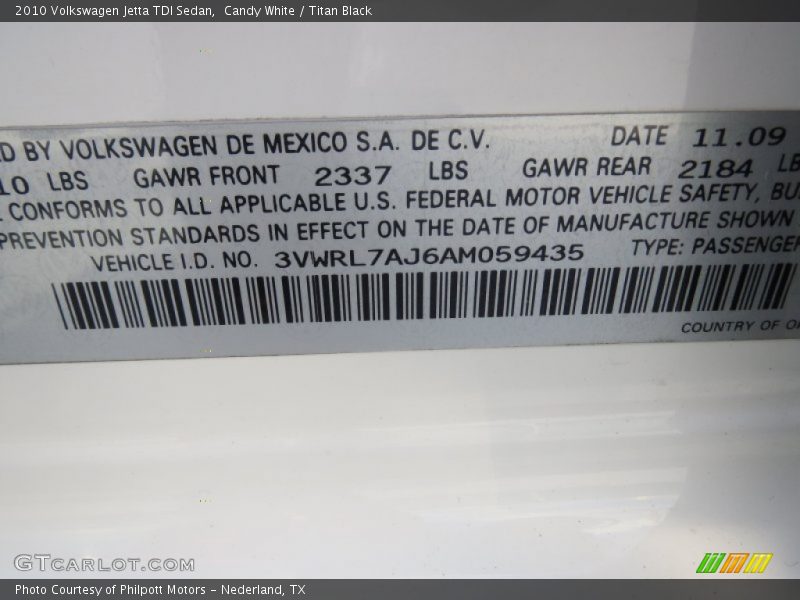 2010 Volkswagen Jetta TDI Sedan, Candy White / Titan Black
BY VOLKSWAGEN DE MEXICO S.A. DE C.V. DATE 11.09
10 LBS GAWR FRONT 2337 LBS GAWR REAR 2184 LB
CONFORMS TO ALL APPLICABLE U.S. FEDERAL MOTOR VEHICLE SAFETY, BU
PREVENTION STANDARDS IN EFFECT ON THE DATE OF MANUFACTURE SHOWN
VEHICLE I.D. NO. 3VWRL7AJ6AM059435 TYPE: PASSENGER
COUNTRY OF
GTCARLOT.COM
Photo Courtesy of Philpott Motors – Nederland, TX